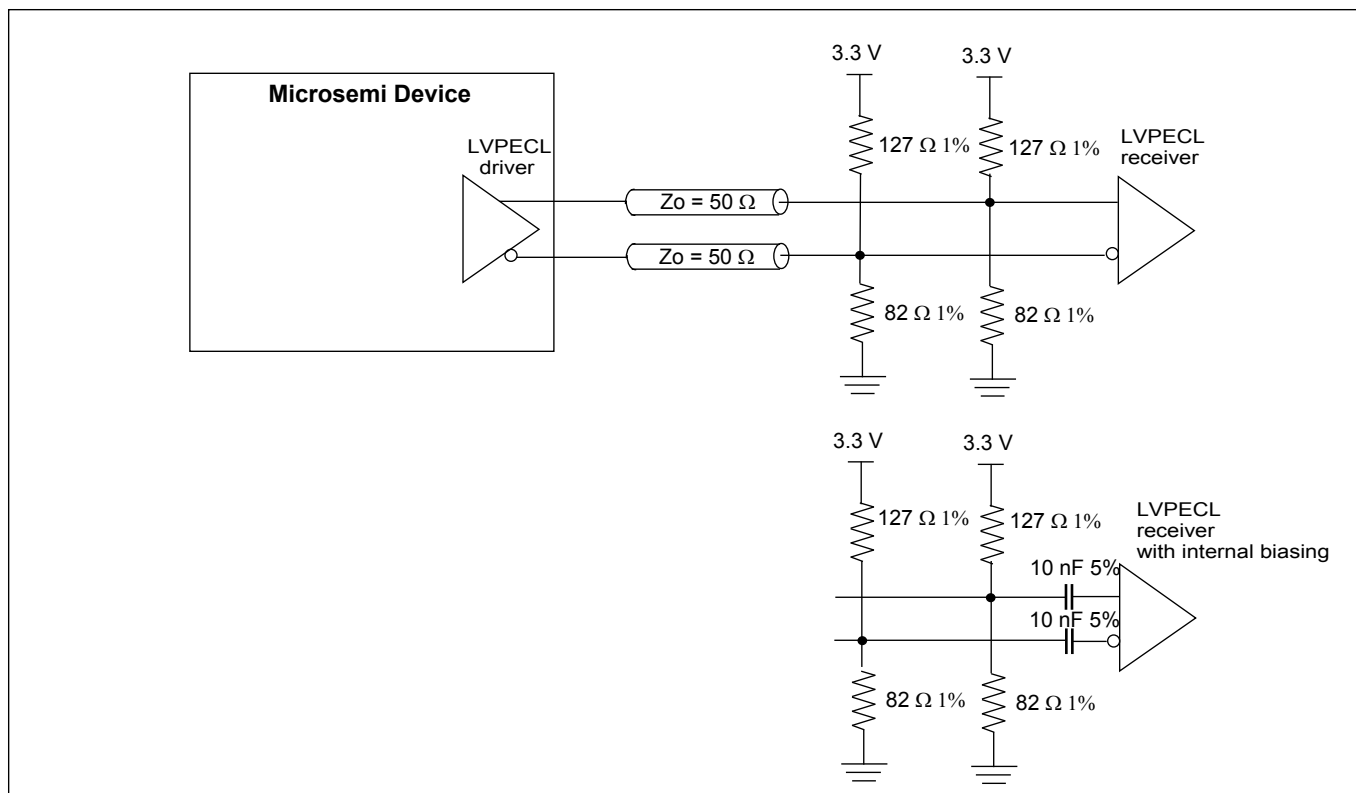 3.3 V
3.3 V
Microsemi Device
LVPECL
driver
127 Ω 1%
127 Ω 1%
LVPECL
receiver
Zo = 50 Ω
Zo = 50 Ω
82 Ω 1%
82 Ω 1%
3.3 V
3.3 V
127 Ω 1%
127 Ω 1%
LVPECL
receiver
with internal biasing
10 nF 5%
10 nF 5%
82 Ω 1%
82 Ω 1%